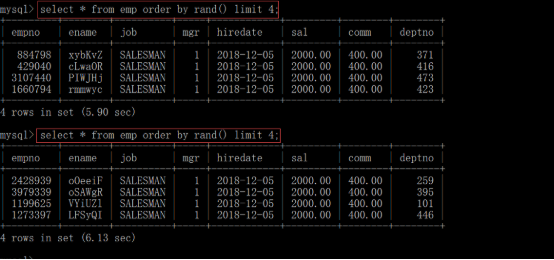 mysql> select * from emp order by rand() limit 4;
empno ename job mgr hiredate sal comm deptno
884798 xybKvZ SALESMAN 1 2018-12-05 2000.00 400.00 371
429040 cLwaOR SALESMAN 1 2018-12-05 2000.00 400.00 416
3107440 PIWJHj SALESMAN 1 2018-12-05 2000.00 400.00 473
1660794 rmmwyc SALESMAN 1 2018-12-05 2000.00 400.00 423
4 rows in set (5.90 sec)
mysql> select * from emp order by rand() limit 4;
empno ename job mgr hiredate sal comm deptno
2428939 oOeeiF SALESMAN 1 2018-12-05 2000.00 400.00 259
3979339 oSAWgR SALESMAN 1 2018-12-05 2000.00 400.00 395
1199625 VYiUZl SALESMAN 1 2018-12-05 2000.00 400.00 101
1273397 LFSyQI SALESMAN 1 2018-12-05 2000.00 400.00 446
4 rows in set (6.13 sec)